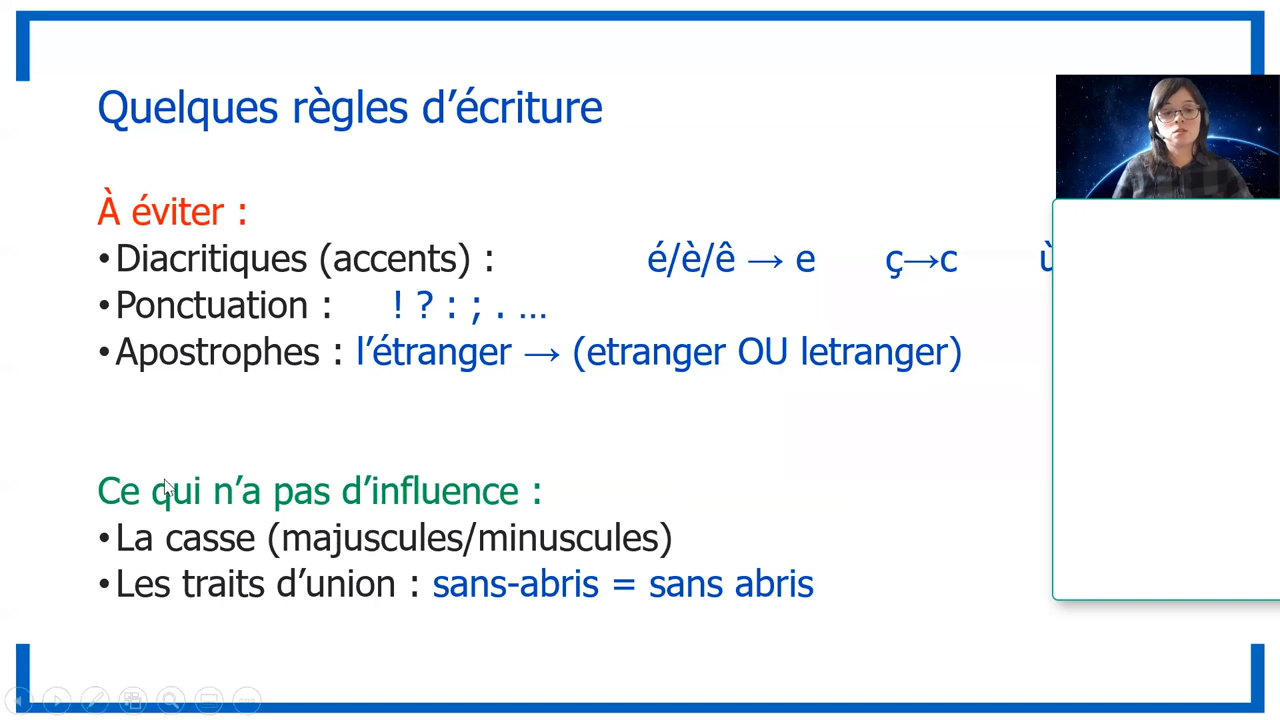 Quelques règles d’écriture
À éviter :
•Diacritiques (accents) : é/è/ê → e ç→c ù
•Ponctuation : ! ? : ; . …
•Apostrophes : l’étranger → (etranger OU letranger)
Ce qui n’a pas d’influence :
•La casse (majuscules/minuscules)
•Les traits d’union : sans-abris = sans abris